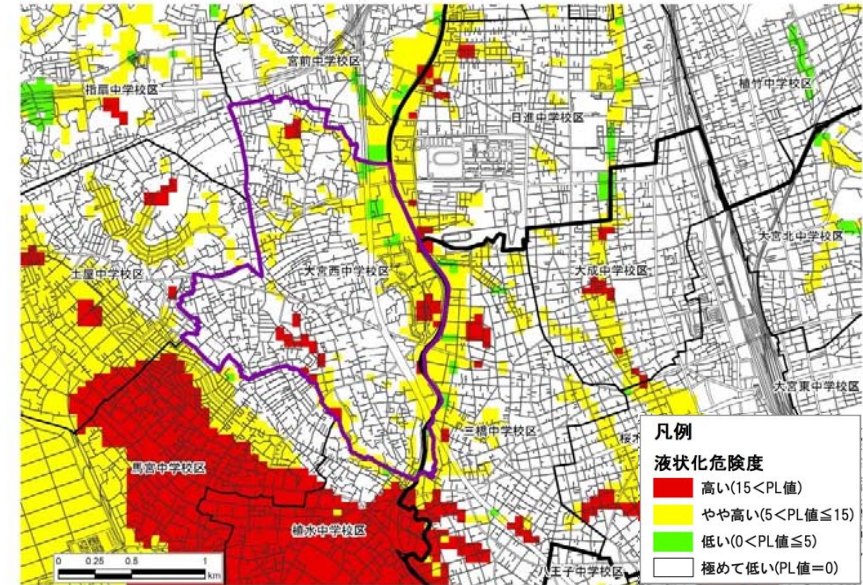 宮前中学校区
指扇中学校区
植竹中学校区
日進中学校区
大宮北中学校区
土屋中学校区
大宮西中学校区
大成中学校区
大宮東中学校区
三橋中学校区
桜木
馬宮中学校区
植水中学校区
八王子中学校区
凡例
液状化危険度
高い(15<PL値)
やや高い(5<PL値≦15)
低い(0<PL値≦5)
極めて低い(PL値=0)
0 0.25 0.5 1
km